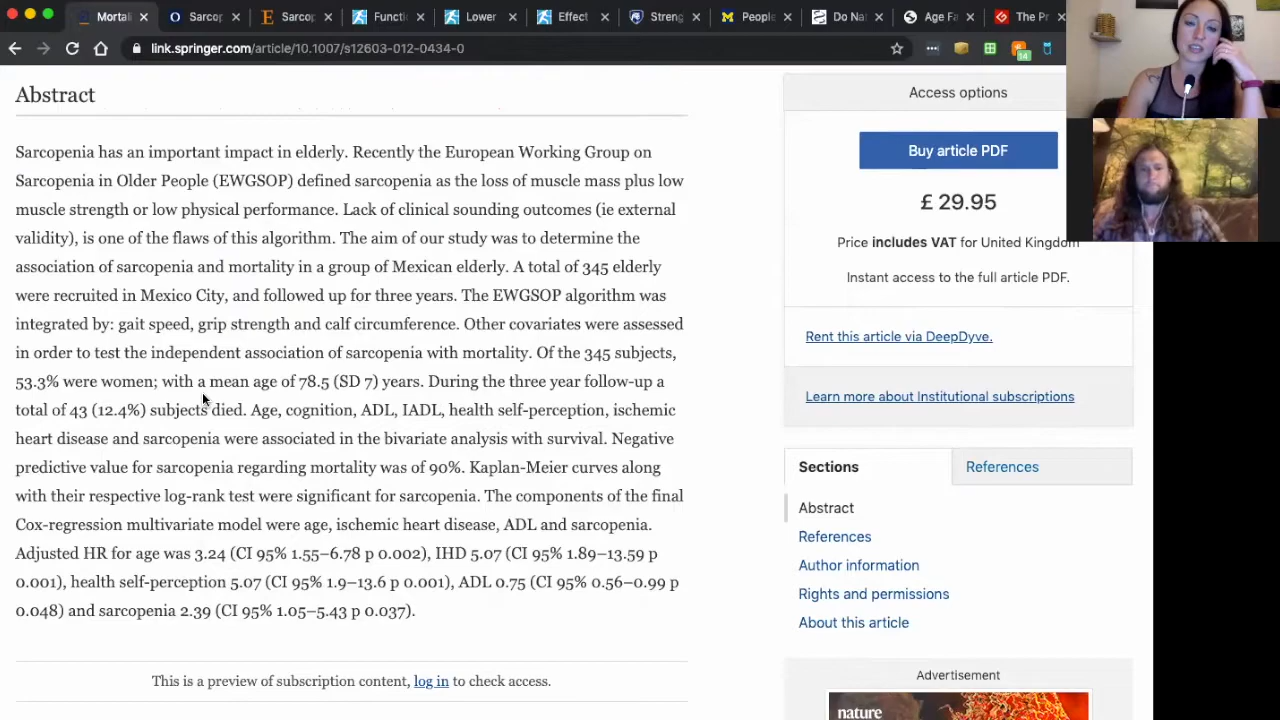 Mortali
Sarcop
Sarcop
Functi
Lower
Effect
Streng
People
Do Na
Age Fa
The Pr
link.springer.com/article/10.1007/s12603-012-0434-0
14
Abstract
Sarcopenia has an important impact in elderly. Recently the European Working Group on
Sarcopenia in Older People (EWGSOP) defined sarcopenia as the loss of muscle mass plus low
muscle strength or low physical performance. Lack of clinical sounding outcomes (ie external
validity), is one of the flaws of this algorithm. The aim of our study was to determine the
association of sarcopenia and mortality in a group of Mexican elderly. A total of 345 elderly
were recruited in Mexico City, and followed up for three years. The EWGSOP algorithm was
integrated by: gait speed, grip strength and calf circumference. Other covariates were assessed
in order to test the independent association of sarcopenia with mortality. Of the 345 subjects,
53.3% were women; with a mean age of 78.5 (SD 7) years. During the three year follow-up a
total of 43 (12.4%) subjects died. Age, cognition, ADL, IADL, health self-perception, ischemic
heart disease and sarcopenia were associated in the bivariate analysis with survival. Negative
predictive value for sarcopenia regarding mortality was of 90%. Kaplan-Meier curves along
with their respective log-rank test were significant for sarcopenia. The components of the final
Cox-regression multivariate model were age, ischemic heart disease, ADL and sarcopenia.
Adjusted HR for age was 3.24 (CI 95% 1.55–6.78 p 0.002), IHD 5.07 (CI 95% 1.89–13.59 p
0.001), health self-perception 5.07 (CI 95% 1.9–13.6 p 0.001), ADL 0.75 (CI 95% 0.56–0.99 p
0.048) and sarcopenia 2.39 (CI 95% 1.05–5.43 p 0.037).
This is a preview of subscription content, log in to check access.
Access options
Buy article PDF
£ 29.95
Price includes VAT for United Kingdom
Instant access to the full article PDF.
Rent this article via DeepDyve.
Learn more about Institutional subscriptions
Sections
References
Abstract
References
Author information
Rights and permissions
About this article
Advertisement
nature